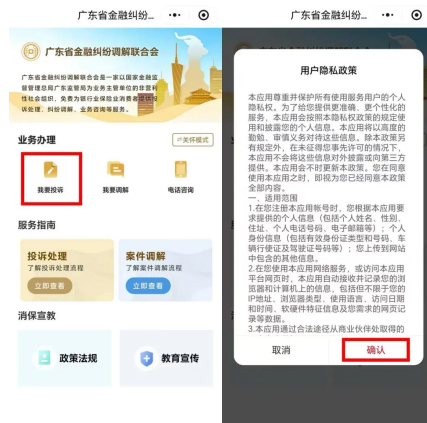 广东省金融纠纷...
广东省金融纠纷调解联合会
广东省金融纠纷调解联合会是一家以国家金融监
督管理总局广东监管局为业务主管单位的非营利
性社会组织，免费为银行业保险业消费者提供投
诉处理、纠纷调解、业务咨询等服务。
业务办理
关怀模式
我要投诉
我要调解
电话咨询
服务指南
投诉处理
了解投诉处理流程
立即查看
案件调解
了解案件调解流程
立即查看
消保宣教
政策法规
教育宣传
广东省金融纠纷...
用户隐私政策
本应用尊重并保护所有使用服务用户的个人
隐私权。为了给您提供更准确、更个性化的
服务，本应用会按照本隐私权政策的规定使
用和披露您的个人信息。本应用将以高度的
勤勉、审慎义务对待这些信息。除本政策另
有规定外，在未征得您事先许可的情况下，
本应用不会将这些信息对外披露或向第三方
提供。本应用会不时更新本政策。您在同意
使用本应用之时，即视为您已经同意本政策
全部内容。
一、适用范围
1.在您注册本应用帐号时，您根据本应用要
求提供的个人信息（包括个人姓名、性别、
住址、个人电话号码、电子邮箱等）；个人
身份信息（包括有效身份证类型和号码、车
辆行使证及驾驶证号码等）；您上传到网站
中包含的其他信息。
2.在您使用本应用网络服务，或访问本应用
平台网页时，本应用自动接收并记录您的浏
览器和计算机上的信息，包括但不限于您的
IP地址、浏览器类型、使用语言、访问日期
和时间、软硬件特征信息及您需求的网页记
录等数据。
3.本应用通过合法途径从商业伙伴处取得的
取消
确认